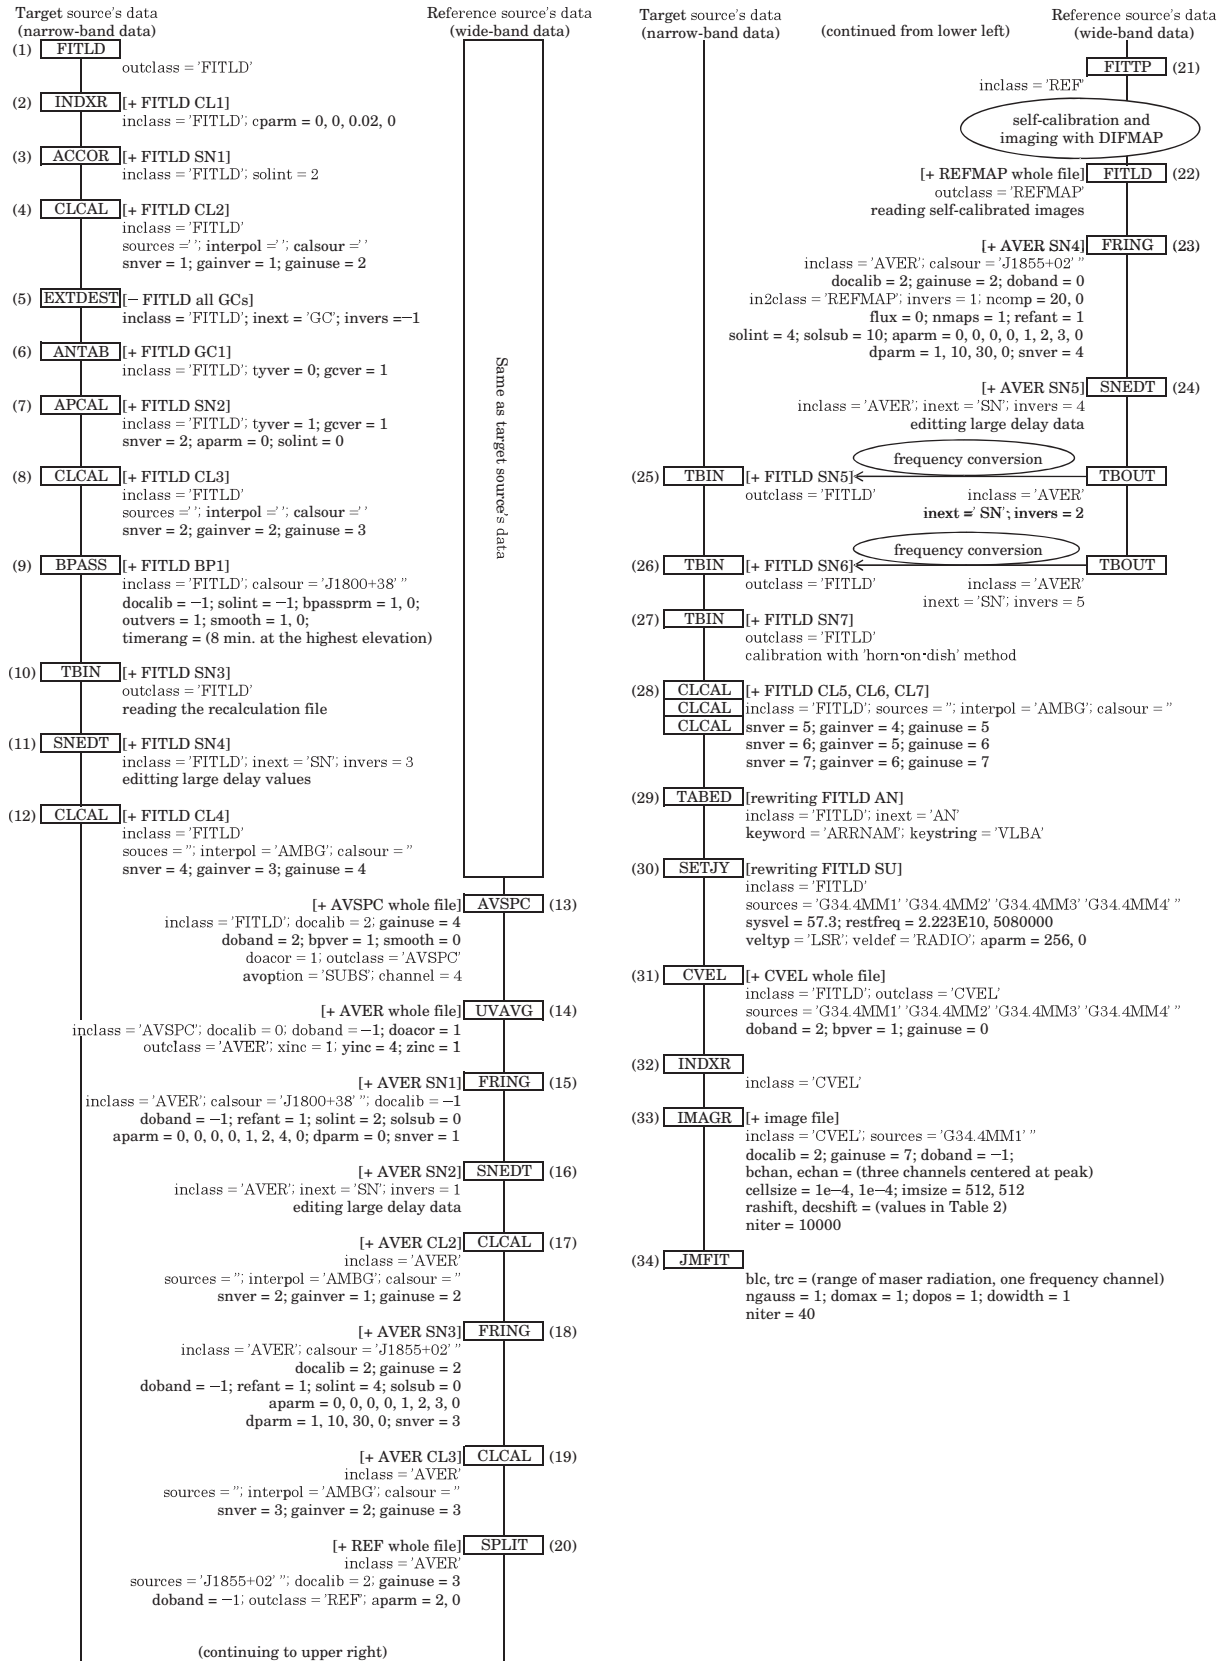 Target source's data
(narrow-band data)
Reference source's data
(wide-band data)
(1) FITLD
outclass = 'FITLD'
(2) INDXR [+ FITLD CL1]
inclass = 'FITLD'; cparm = 0, 0, 0.02, 0
(3) ACCOR [+ FITLD SN1]
inclass = 'FITLD'; solint = 2
(4) CLCAL [+ FITLD CL2]
inclass = 'FITLD'
sources =' '; interpol =' '; calsour =' '
snver = 1; gainver = 1; gainuse = 2
(5) EXTDEST [− FITLD all GCs]
inclass = 'FITLD'; inext = 'GC'; invers =−1
(6) ANTAB [+ FITLD GC1]
inclass = 'FITLD'; tyver = 0; gcver = 1
(7) APCAL [+ FITLD SN2]
inclass = 'FITLD'; tyver = 1; gcver = 1
snver = 2; aparm = 0; solint = 0
(8) CLCAL [+ FITLD CL3]
inclass = 'FITLD'
sources =' '; interpol =' '; calsour =' '
snver = 2; gainver = 2; gainuse = 3
(9) BPASS [+ FITLD BP1]
inclass = 'FITLD'; calsour = 'J1800+38' ''
docalib = −1; solint = −1; bpassprm = 1, 0;
outvers = 1; smooth = 1, 0;
timerang = (8 min. at the highest elevation)
(10) TBIN [+ FITLD SN3]
outclass = 'FITLD'
reading the recalculation file
(11) SNEDT [+ FITLD SN4]
inclass = 'FITLD'; inext = 'SN'; invers = 3
editting large delay values
(12) CLCAL [+ FITLD CL4]
inclass = 'FITLD'
souces = ''; interpol = 'AMBG'; calsour = ''
snver = 4; gainver = 3; gainuse = 4
Same as target source's data
[+ AVSPC whole file] AVSPC (13)
inclass = 'FITLD'; docalib = 2; gainuse = 4
doband = 2; bpver = 1; smooth = 0
doacor = 1; outclass = 'AVSPC'
avoption = 'SUBS'; channel = 4
[+ AVER whole file] UVAVG (14)
inclass = 'AVSPC'; docalib = 0; doband = −1; doacor = 1
outclass = 'AVER'; xinc = 1; yinc = 4; zinc = 1
[+ AVER SN1] FRING (15)
inclass = 'AVER'; calsour = 'J1800+38' ''; docalib = −1
doband = −1; refant = 1; solint = 2; solsub = 0
aparm = 0, 0, 0, 0, 1, 2, 4, 0; dparm = 0; snver = 1
[+ AVER SN2] SNEDT (16)
inclass = 'AVER'; inext = 'SN'; invers = 1
editing large delay data
[+ AVER CL2] CLCAL (17)
inclass = 'AVER'
sources = ''; interpol = 'AMBG'; calsour = ''
snver = 2; gainver = 1; gainuse = 2
[+ AVER SN3] FRING (18)
inclass = 'AVER'; calsour = 'J1855+02' ''
docalib = 2; gainuse = 2
doband = −1; refant = 1; solint = 4; solsub = 0
aparm = 0, 0, 0, 0, 1, 2, 3, 0
dparm = 1, 10, 30, 0; snver = 3
[+ AVER CL3] CLCAL (19)
inclass = 'AVER'
sources = ''; interpol = 'AMBG'; calsour = ''
snver = 3; gainver = 2; gainuse = 3
[+ REF whole file] SPLIT (20)
inclass = 'AVER'
sources = 'J1855+02' ''; docalib = 2; gainuse = 3
doband = −1; outclass = 'REF'; aparm = 2, 0
(continuing to upper right)
Target source's data
(narrow-band data)
(continued from lower left)
Reference source's data
(wide-band data)
FITTP (21)
inclass = 'REF'
self-calibration and
imaging with DIFMAP
[+ REFMAP whole file] FITLD (22)
outclass = 'REFMAP'
reading self-calibrated images
[+ AVER SN4] FRING (23)
inclass = 'AVER'; calsour = 'J1855+02' ''
docalib = 2; gainuse = 2; doband = 0
in2class = 'REFMAP'; invers = 1; ncomp = 20, 0
flux = 0; nmaps = 1; refant = 1
solint = 4; solsub = 10; aparm = 0, 0, 0, 0, 1, 2, 3, 0
dparm = 1, 10, 30, 0; snver = 4
[+ AVER SN5] SNEDT (24)
inclass = 'AVER'; inext = 'SN'; invers = 4
editting large delay data
frequency conversion
(25) TBIN [+ FITLD SN5] TBOUT
outclass = 'FITLD' inclass = 'AVER'
inext =' SN'; invers = 2
frequency conversion
(26) TBIN [+ FITLD SN6] TBOUT
outclass = 'FITLD' inclass = 'AVER'
inext = 'SN'; invers = 5
(27) TBIN [+ FITLD SN7]
outclass = 'FITLD'
calibration with 'horn-on-dish' method
(28) CLCAL [+ FITLD CL5, CL6, CL7]
CLCAL inclass = 'FITLD'; sources = ''; interpol = 'AMBG'; calsour = ''
CLCAL snver = 5; gainver = 4; gainuse = 5
snver = 6; gainver = 5; gainuse = 6
snver = 7; gainver = 6; gainuse = 7
(29) TABED [rewriting FITLD AN]
inclass = 'FITLD'; inext = 'AN'
keyword = 'ARRNAM'; keystring = 'VLBA'
(30) SETJY [rewriting FITLD SU]
inclass = 'FITLD'
sources = 'G34.4MM1' 'G34.4MM2' 'G34.4MM3' 'G34.4MM4' ''
sysvel = 57.3; restfreq = 2.223E10, 5080000
veltyp = 'LSR'; veldef = 'RADIO'; aparm = 256, 0
(31) CVEL [+ CVEL whole file]
inclass = 'FITLD'; outclass = 'CVEL'
sources = 'G34.4MM1' 'G34.4MM2' 'G34.4MM3' 'G34.4MM4' ''
doband = 2; bpver = 1; gainuse = 0
(32) INDXR
inclass = 'CVEL'
(33) IMAGR [+ image file]
inclass = 'CVEL'; sources = 'G34.4MM1' ''
docalib = 2; gainuse = 7; doband = −1;
bchan, echan = (three channels centered at peak)
cellsize = 1e−4, 1e−4; imsize = 512, 512
rashift, decshift = (values in Table 2)
niter = 10000
(34) JMFIT
blc, trc = (range of maser radiation, one frequency channel)
ngauss = 1; domax = 1; dopos = 1; dowidth = 1
niter = 40